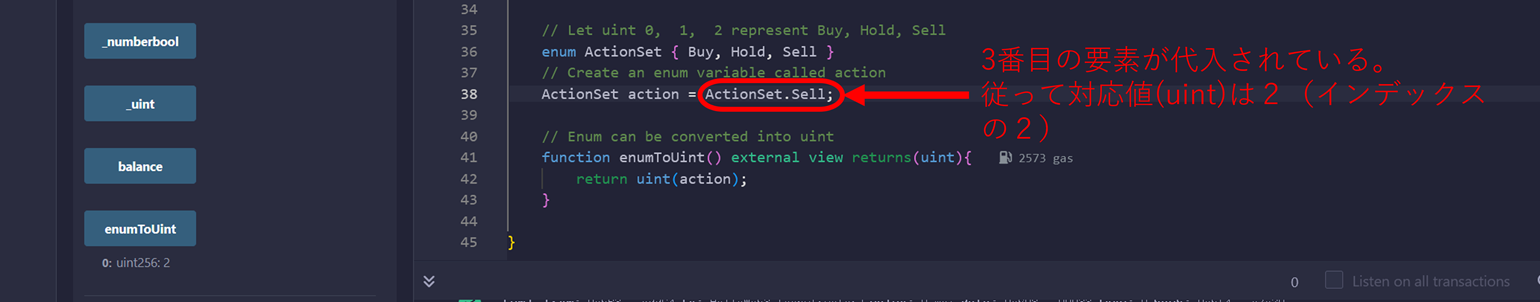 _numberbool
_uint
balance
enumToUint
0: uint256: 2
34
35 // Let uint 0,  1,  2 represent Buy, Hold, Sell
36 enum ActionSet { Buy, Hold, Sell }
37 // Create an enum variable called action
38 ActionSet action = ActionSet.Sell;
39
40 // Enum can be converted into uint
41 function enumToUint() external view returns(uint){ 2573 gas
42 return uint(action);
43 }
44
45 }
3番目の要素が代入されている。
従って対応値(uint)は２（インデックス
の２）
0 Listen on all transactions